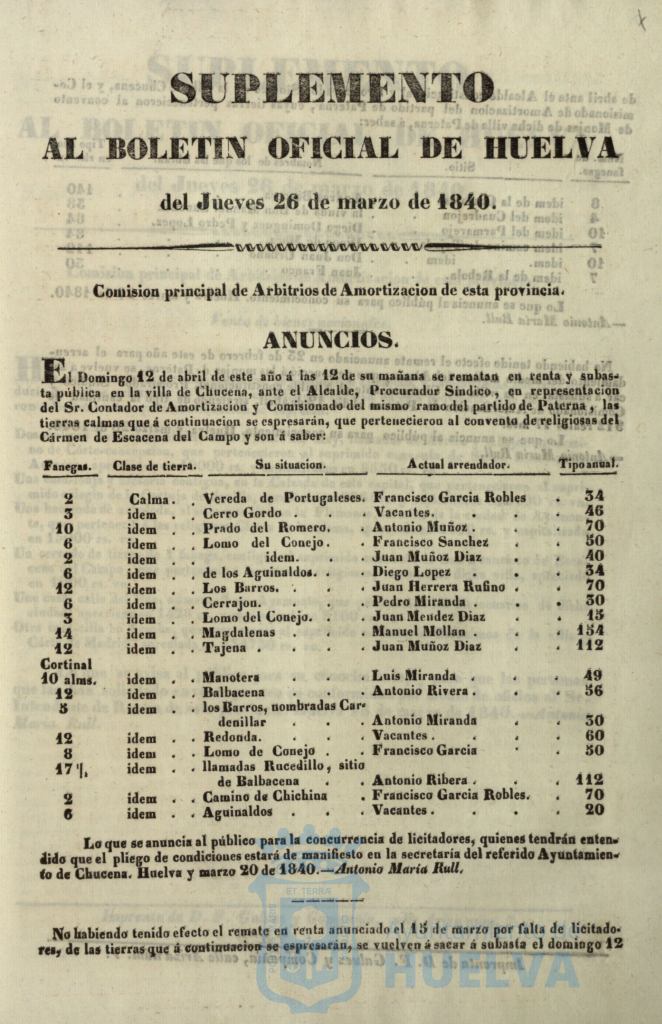 SUPLEMENTO
AL BOLETIN OFICIAL DE HUELVA
del Jueves 26 de marzo de 1840.
Comision principal de Arbitrios de Amortizacion de esta provincia.
ANUNCIOS.
El Domingo 12 de abril de este año á las 12 de su mañana se rematan en renta y subas-
ta pública en la villa de Chucena, ante el Alcalde, Procurador Síndico, en representacion
del Sr. Contador de Amortizacion y Comisionado del mismo ramo del partido de Paterna, las
tierras calmas que á continuacion se espresarán, que pertenecieron al convento de religiosas del
Cármen de Escacena del Campo y son á saber:
Fanegas. Clase de tierra. Su situacion. Actual arrendador. Tipo anual.
2 Calma. . Vereda de Portugaleses. Francisco Garcia Robles . 34
3 idem . . Cerro Gordo . . . Vacantes. . . . 46
10 idem . . Prado del Romero. . Antonio Muñoz . . . 70
6 idem . . Lomo del Conejo. . Francisco Sanchez . . 50
2 idem . . idem. . . Juan Muñoz Diaz . . 40
6 idem . . de los Aguinaldos. . . Diego Lopez . . . 34
12 idem . . Los Barros. . . . Juan Herrera Rufino . . 70
6 idem . . Cerrajon. . . . Pedro Miranda . . . 30
3 idem . . Lomo del Conejo. . . Juan Mendez Diaz . . 15
14 idem . . Magdalenas . . . Manuel Mollan . . . 154
12 idem . . Tajena . . . . Juan Muñoz Diaz . . 112
Cortinal
10 alms. idem . . Manotera . . . Luis Miranda . . . 49
12 idem . . Balbacena . . . Antonio Rivera . . . 56
5 idem . . los Barros, nombradas Car-
denillar . . Antonio Miranda . . 30
12 idem . . Redonda. . . . Vacantes . . . . 60
8 idem . . Lomo de Conejo . . Francisco Garcia . . 50
17 1/2 idem . . llamadas Rucedillo, sitio
de Balbacena . Antonio Ribera . . . 112
2 idem . . Camino de Chichina . Francisco Garcia Robles. . 70
6 idem . . Aguinaldos . . . Vacantes . . . . 20
Lo que se anuncia al público para la concurrencia de licitadores, quienes tendrán enten-
dido que el pliego de condiciones estará de manifiesto en la secretaría del referido Ayuntamien-
to de Chucena. Huelva y marzo 20 de 1840.—Antonio María Rull.
No habiendo tenido efecto el remate en renta anunciado el 15 de marzo por falta de licitado-
res, de las tierras que á continuacion se espresarán, se vuelven á sacar á subasta el domingo 12
HUELVA